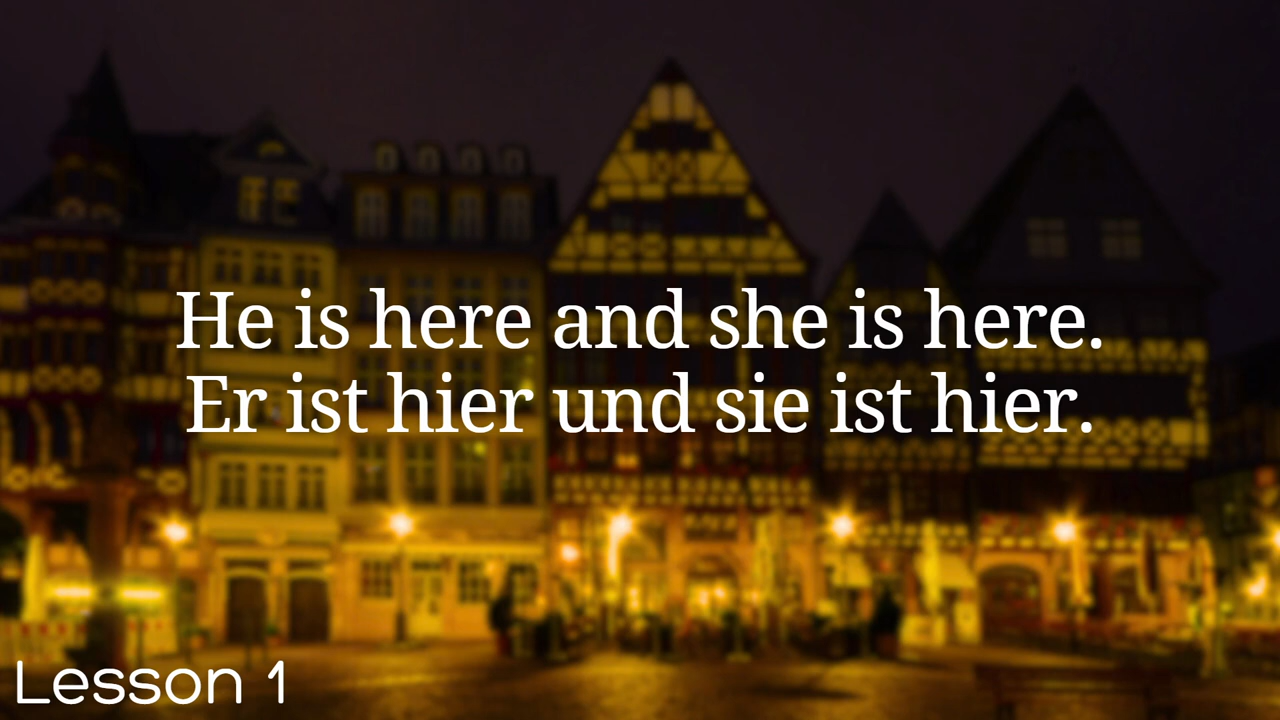 He is here and she is here.
Er ist hier und sie ist hier.
Lesson 1